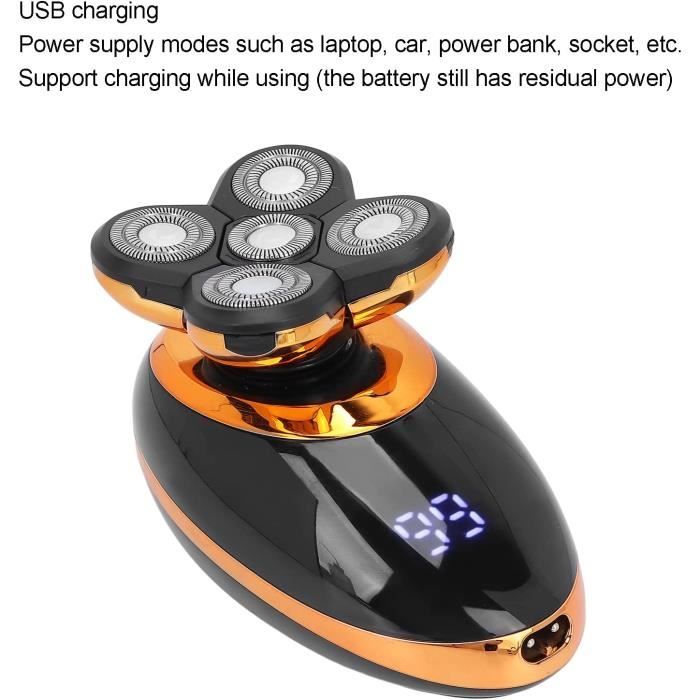 USB charging
Power supply modes such as laptop, car, power bank, socket, etc.
Support charging while using (the battery still has residual power)
99